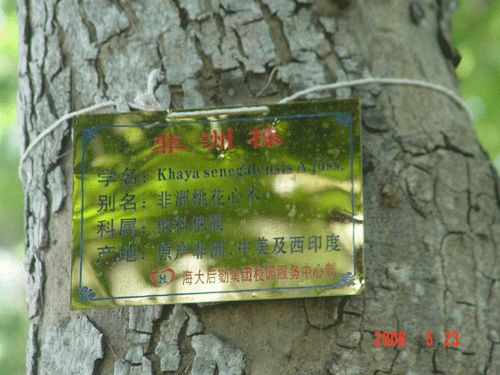 非洲楝
学名：Khaya senegalensis A.Juss.
别名：非洲桃花心木
科属：楝科楝属
产地：原产非洲、中美及西印度
海大后勤集团校园服务中心制
2006 5 23